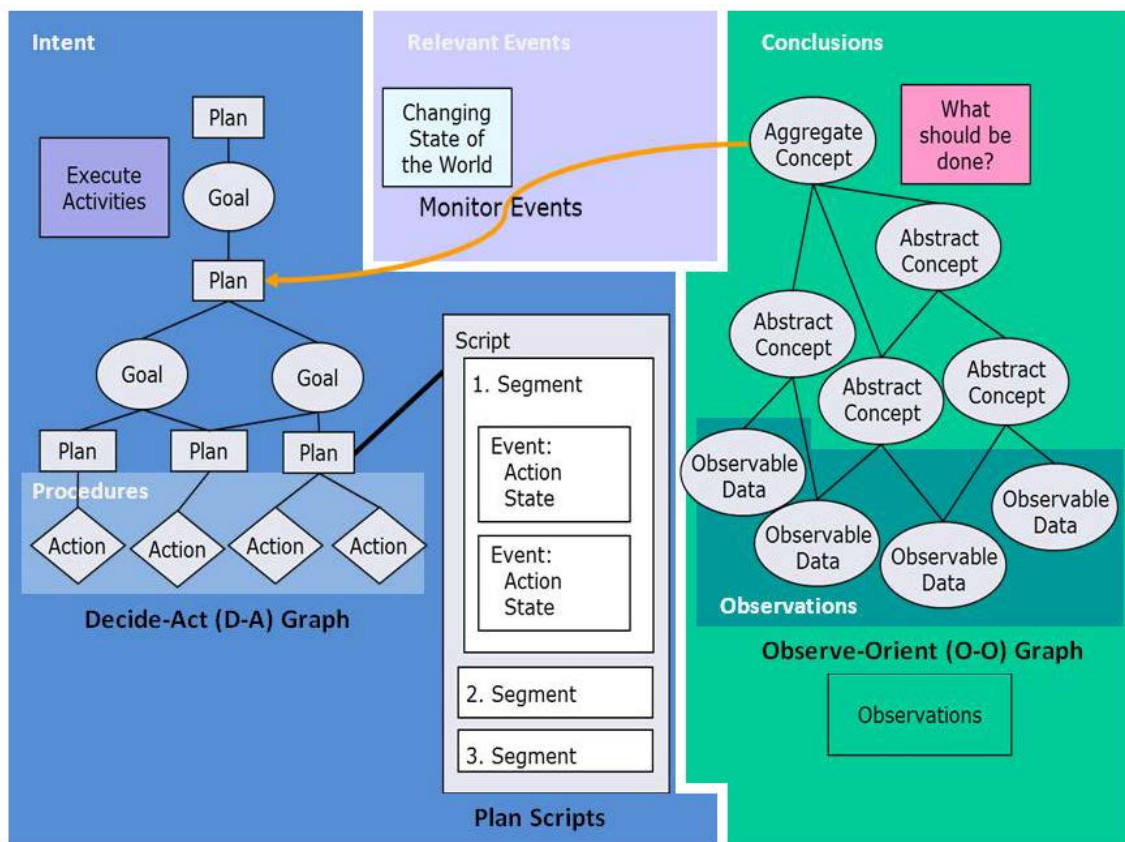 Intent
Plan
Execute
Activities
Goal
Plan
Goal
Goal
Plan
Plan
Plan
Procedures
Action
Action
Action
Action
Decide-Act (D-A) Graph
Relevant Events
Changing
State of
the World
Monitor Events
Script
1. Segment
Event:
Action
State
Event:
Action
State
2. Segment
3. Segment
Plan Scripts
Conclusions
Aggregate
Concept
What
should be
done?
Abstract
Concept
Abstract
Concept
Abstract
Concept
Abstract
Concept
Observable
Data
Observable
Data
Observable
Data
Observable
Data
Observations
Observe-Orient (O-O) Graph
Observations